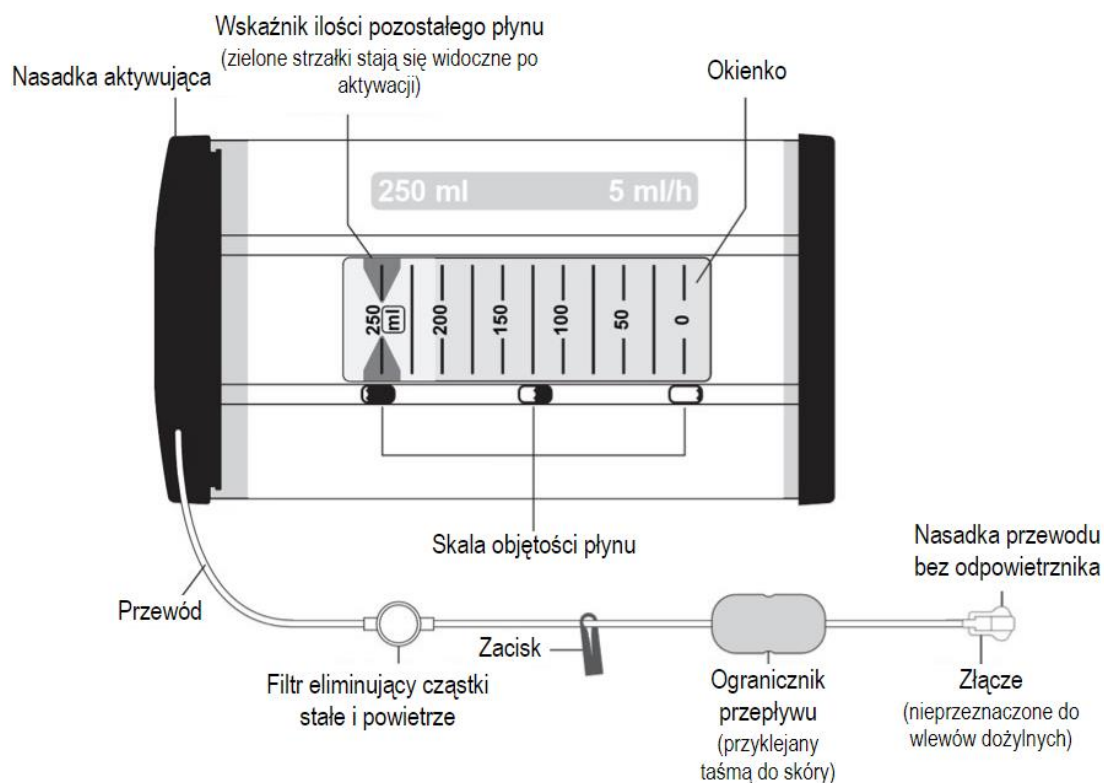 Wskaźnik ilości pozostałego płynu
(zielone strzałki stają się widoczne po
aktywacji)
Nasadka aktywująca
Okienko
250 ml 5 ml/h
250
ml
200
150
100
50
0
Skala objętości płynu
Nasadka przewodu
bez odpowietrznika
Przewód
Zacisk
Filtr eliminujący cząstki
stałe i powietrze
Ogranicznik
przepływu
(przyklejany
taśmą do skóry)
Złącze
(nieprzeznaczone do
wlewów dożylnych)